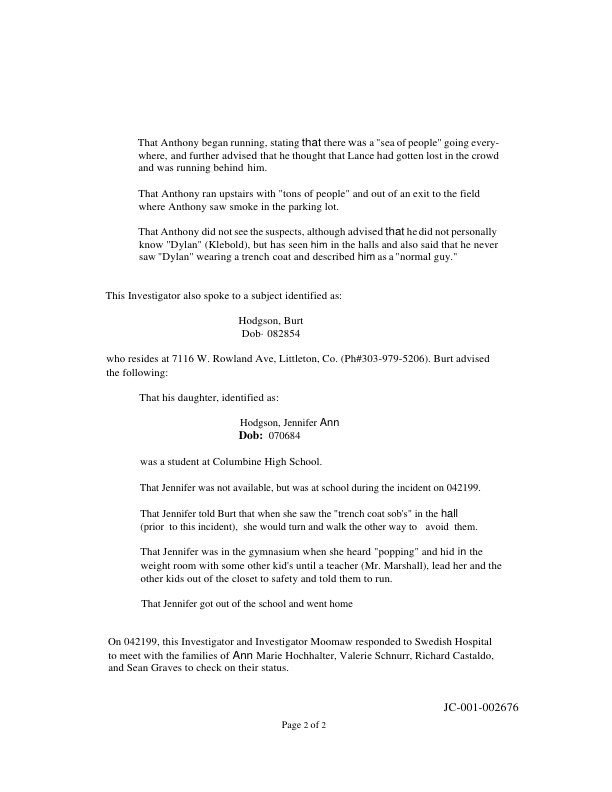 That Anthony began running, stating that there was a "sea of people" going every-
where, and further advised that he thought that Lance had gotten lost in the crowd
and was running behind him.
That Anthony ran upstairs with "tons of people" and out of an exit to the field
where Anthony saw smoke in the parking lot.
That Anthony did not see the suspects, although advised that he did not personally
know "Dylan" (Klebold), but has seen him in the halls and also said that he never
saw "Dylan" wearing a trench coat and described him as a "normal guy."
This Investigator also spoke to a subject identified as:
Hodgson, Burt
Dob· 082854
who resides at 7116 W. Rowland Ave, Littleton, Co. (Ph#303-979-5206). Burt advised
the following:
That his daughter, identified as:
Hodgson, Jennifer Ann
Dob: 070684
was a student at Columbine High School.
That Jennifer was not available, but was at school during the incident on 042199.
That Jennifer told Burt that when she saw the "trench coat sob's" in the hall
(prior to this incident), she would turn and walk the other way to avoid them.
That Jennifer was in the gymnasium when she heard "popping" and hid in the
weight room with some other kid's until a teacher (Mr. Marshall), lead her and the
other kids out of the closet to safety and told them to run.
That Jennifer got out of the school and went home
On 042199, this Investigator and Investigator Moomaw responded to Swedish Hospital
to meet with the families of Ann Marie Hochhalter, Valerie Schnurr, Richard Castaldo,
and Sean Graves to check on their status.
JC-001-002676
Page 2 of 2